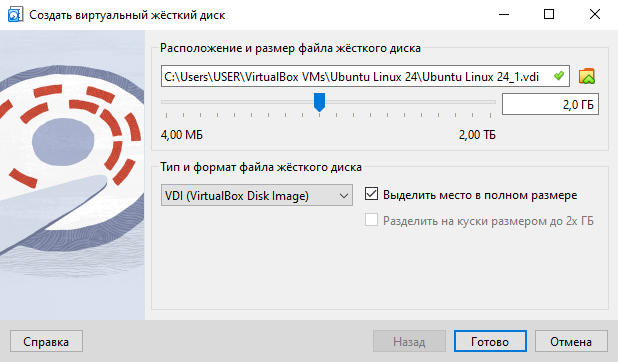 Создать виртуальный жёсткий диск
Расположение и размер файла жёсткого диска
C:\Users\USER\VirtualBox VMs\Ubuntu Linux 24\Ubuntu Linux 24_1.vdi
2,0 ГБ
4,00 МБ
2,00 ТБ
Тип и формат файла жёсткого диска
VDI (VirtualBox Disk Image)
Выделить место в полном размере
Разделить на куски размером до 2х ГБ
Справка
Назад
Готово
Отмена